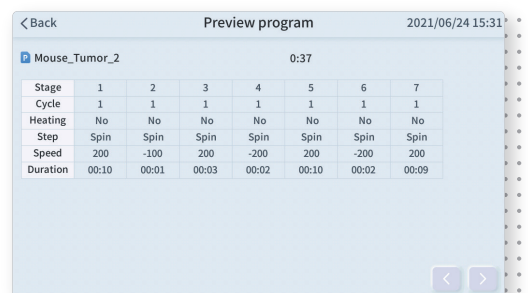 Back Preview program 2021/06/24 15:31
P Mouse_Tumor_2 0:37
Stage 1 2 3 4 5 6 7
Cycle 1 1 1 1 1 1 1
Heating No No No No No No No
Step Spin Spin Spin Spin Spin Spin Spin
Speed 200 -100 200 -200 200 -200 200
Duration 00:10 00:01 00:03 00:02 00:10 00:02 00:09